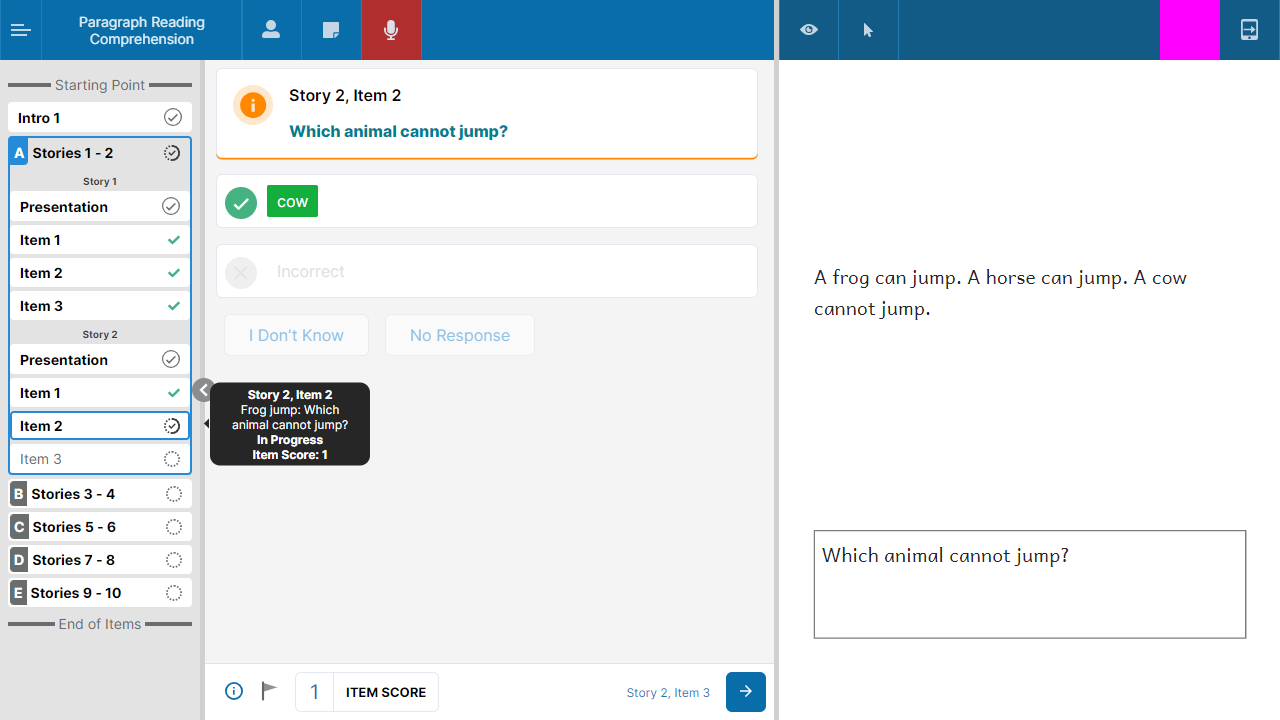 Paragraph Reading
Comprehension
Starting Point
Intro 1
A Stories 1 - 2
Story 1
Presentation
Item 1
Item 2
Item 3
Story 2
Presentation
Item 1
Item 2
Item 3
B Stories 3 - 4
C Stories 5 - 6
D Stories 7 - 8
E Stories 9 - 10
End of Items
Story 2, Item 2
Which animal cannot jump?
COW
Incorrect
I Don't Know
No Response
Story 2, Item 2
Frog jump: Which
animal cannot jump?
In Progress
Item Score: 1
1 ITEM SCORE
Story 2, Item 3
A frog can jump. A horse can jump. A cow
cannot jump.
Which animal cannot jump?